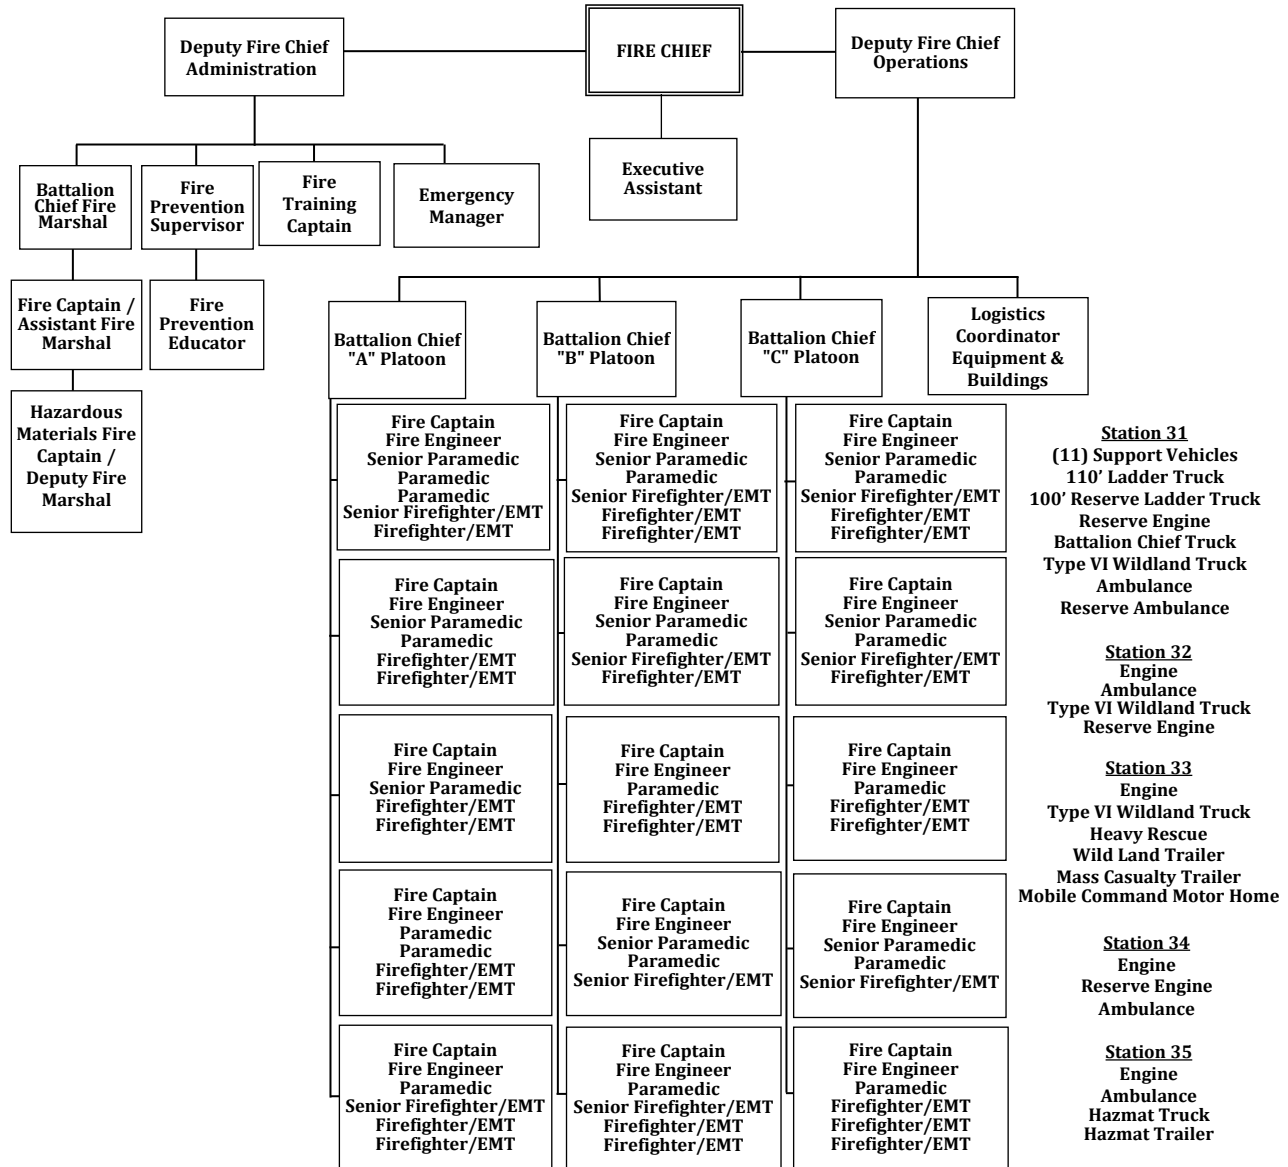 Deputy Fire Chief
Administration
FIRE CHIEF
Deputy Fire Chief
Operations
Executive
Assistant
Battalion
Chief Fire
Marshal
Fire
Prevention
Supervisor
Fire
Training
Captain
Emergency
Manager
Fire Captain /
Assistant Fire
Marshal
Fire
Prevention
Educator
Hazardous
Materials Fire
Captain /
Deputy Fire
Marshal
Battalion Chief
"A" Platoon
Battalion Chief
"B" Platoon
Battalion Chief
"C" Platoon
Logistics
Coordinator
Equipment &
Buildings
Fire Captain
Fire Engineer
Senior Paramedic
Paramedic
Paramedic
Senior Firefighter/EMT
Firefighter/EMT
Fire Captain
Fire Engineer
Senior Paramedic
Paramedic
Senior Firefighter/EMT
Firefighter/EMT
Firefighter/EMT
Fire Captain
Fire Engineer
Senior Paramedic
Paramedic
Senior Firefighter/EMT
Firefighter/EMT
Firefighter/EMT
Station 31
(11) Support Vehicles
110’ Ladder Truck
100’ Reserve Ladder Truck
Reserve Engine
Battalion Chief Truck
Type VI Wildland Truck
Ambulance
Reserve Ambulance
Fire Captain
Fire Engineer
Senior Paramedic
Paramedic
Firefighter/EMT
Firefighter/EMT
Fire Captain
Fire Engineer
Senior Paramedic
Paramedic
Senior Firefighter/EMT
Firefighter/EMT
Fire Captain
Fire Engineer
Senior Paramedic
Paramedic
Senior Firefighter/EMT
Firefighter/EMT
Station 32
Engine
Ambulance
Type VI Wildland Truck
Reserve Engine
Fire Captain
Fire Engineer
Senior Paramedic
Firefighter/EMT
Firefighter/EMT
Fire Captain
Fire Engineer
Paramedic
Firefighter/EMT
Firefighter/EMT
Fire Captain
Fire Engineer
Paramedic
Firefighter/EMT
Firefighter/EMT
Station 33
Engine
Type VI Wildland Truck
Heavy Rescue
Wild Land Trailer
Mass Casualty Trailer
Mobile Command Motor Home
Fire Captain
Fire Engineer
Paramedic
Paramedic
Firefighter/EMT
Firefighter/EMT
Fire Captain
Fire Engineer
Senior Paramedic
Paramedic
Senior Firefighter/EMT
Fire Captain
Fire Engineer
Senior Paramedic
Paramedic
Senior Firefighter/EMT
Station 34
Engine
Reserve Engine
Ambulance
Fire Captain
Fire Engineer
Paramedic
Senior Firefighter/EMT
Firefighter/EMT
Firefighter/EMT
Fire Captain
Fire Engineer
Paramedic
Senior Firefighter/EMT
Firefighter/EMT
Firefighter/EMT
Fire Captain
Fire Engineer
Paramedic
Firefighter/EMT
Firefighter/EMT
Firefighter/EMT
Station 35
Engine
Ambulance
Hazmat Truck
Hazmat Trailer